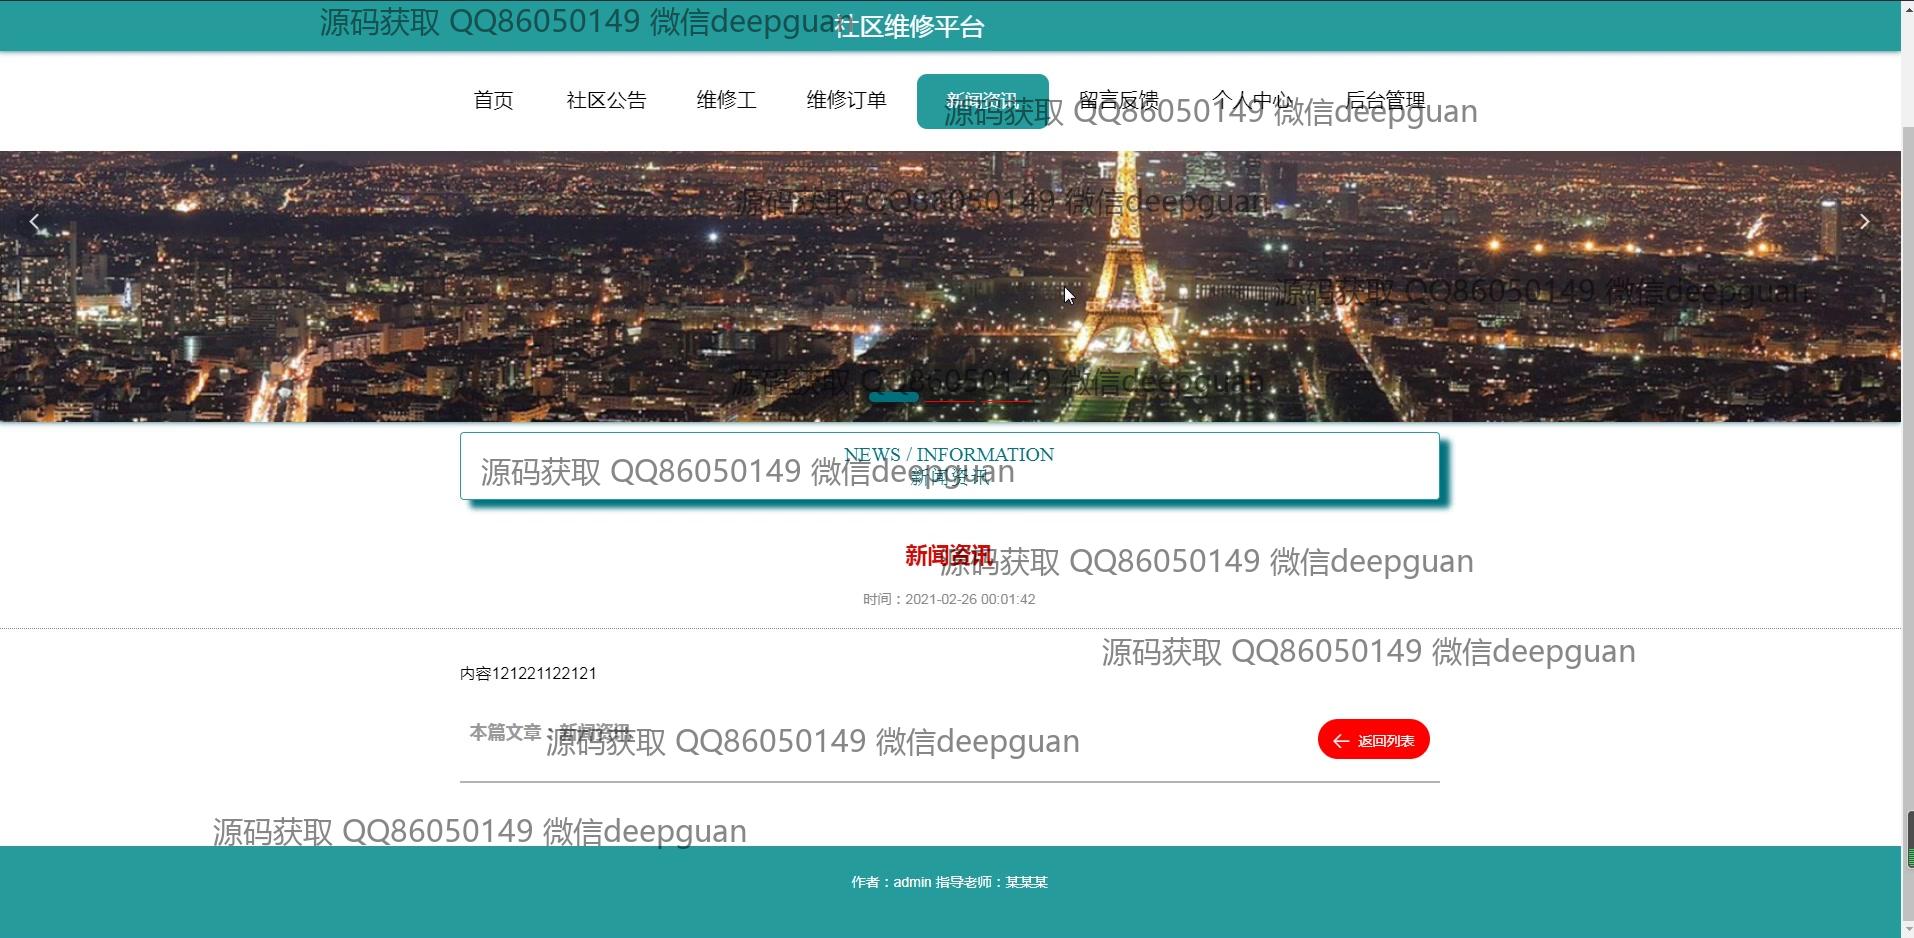 源码获取 QQ86050149 微信deepguan
社区维修平台
首页 社区公告 维修工 维修订单 新闻资讯 留言反馈 个人中心 后台管理
源码获取 QQ86050149 微信deepguan
源码获取 QQ86050149 微信deepguan
源码获取 QQ86050149 微信deepguan
源码获取 QQ86050149 微信deepguan
NEWS / INFORMATION
源码获取 QQ86050149 微信deepguan
新闻资讯
新闻资讯
源码获取 QQ86050149 微信deepguan
时间：2021-02-26 00:01:42
源码获取 QQ86050149 微信deepguan
内容121221122121
本篇文章：新闻资讯
源码获取 QQ86050149 微信deepguan
返回列表
源码获取 QQ86050149 微信deepguan
作者：admin 指导老师：某某某